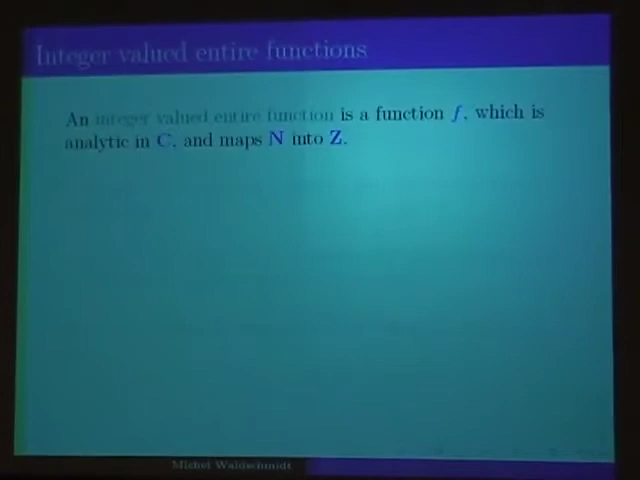 Integer valued entire functions
An integer valued entire function is a function f, which is
analytic in C, and maps N into Z.
Michel Waldschmidt